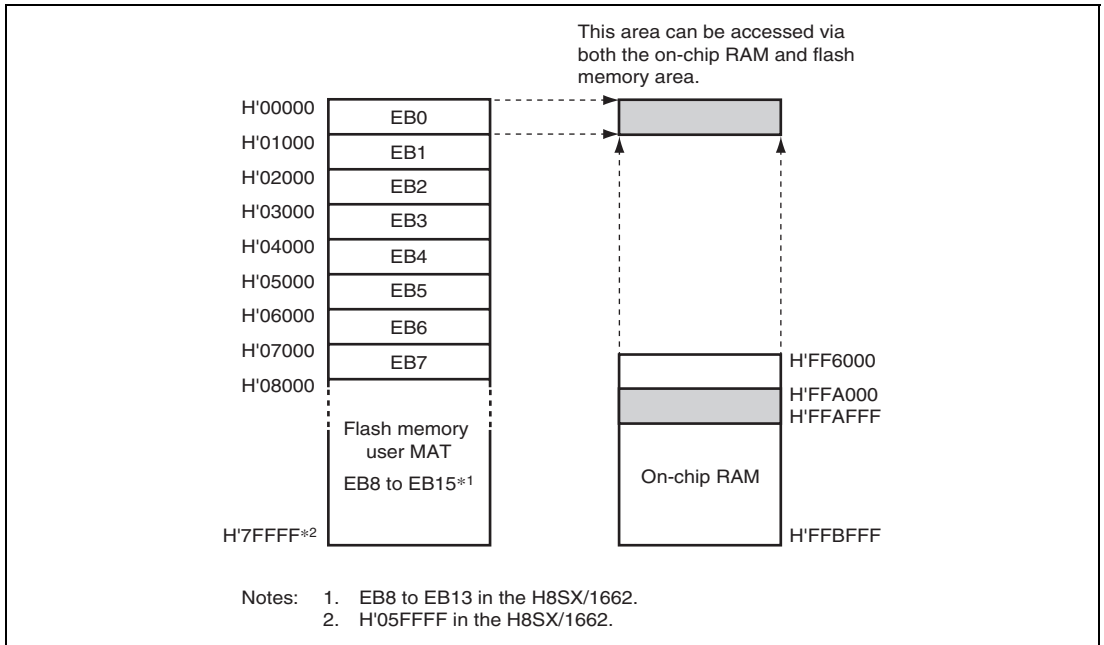 This area can be accessed via
both the on-chip RAM and flash
memory area.
H'00000
EB0
H'01000
EB1
H'02000
EB2
H'03000
EB3
H'04000
EB4
H'05000
EB5
H'06000
EB6
H'07000
EB7
H'08000
Flash memory
user MAT
EB8 to EB15*1
H'7FFFF*2
H'FF6000
H'FFA000
H'FFAFFF
On-chip RAM
H'FFBFFF
Notes: 1. EB8 to EB13 in the H8SX/1662.
2. H'05FFFF in the H8SX/1662.